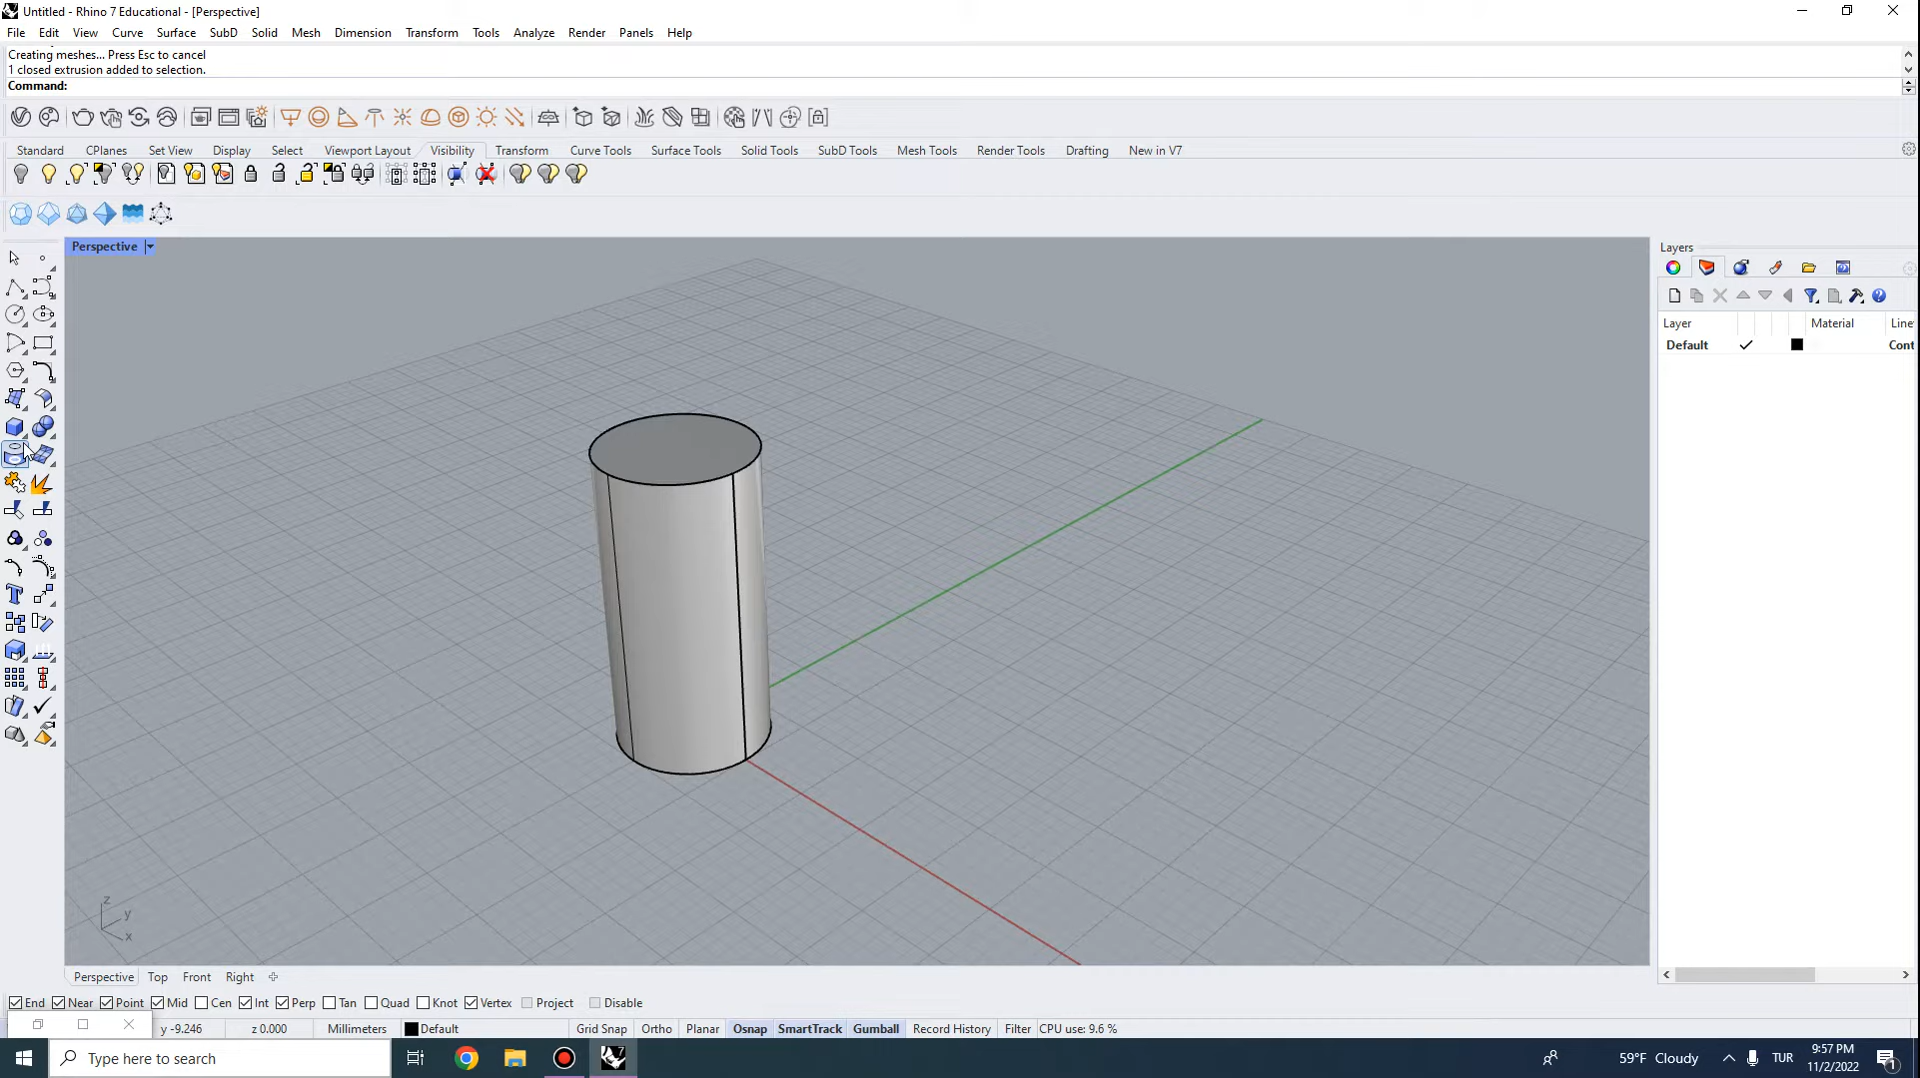 Untitled - Rhino 7 Educational - [Perspective]
File Edit View Curve Surface SubD Solid Mesh Dimension Transform Tools Analyze Render Panels Help
Creating meshes... Press Esc to cancel
1 closed extrusion added to selection.
Command:
Standard CPlanes Set View Display Select Viewport Layout Visibility Transform Curve Tools Surface Tools Solid Tools SubD Tools Mesh Tools Render Tools Drafting New in V7
Perspective
Layers
Layer Material Line
Default Cont
z
y
x
Perspective Top Front Right
End Near Point Mid Cen Int Perp Tan Quad Knot Vertex Project Disable
y -9.246 z 0.000 Millimeters Default Grid Snap Ortho Planar Osnap SmartTrack Gumball Record History Filter CPU use: 9.6 %
Type here to search
59°F Cloudy TUR
9:57 PM
11/2/2022
1